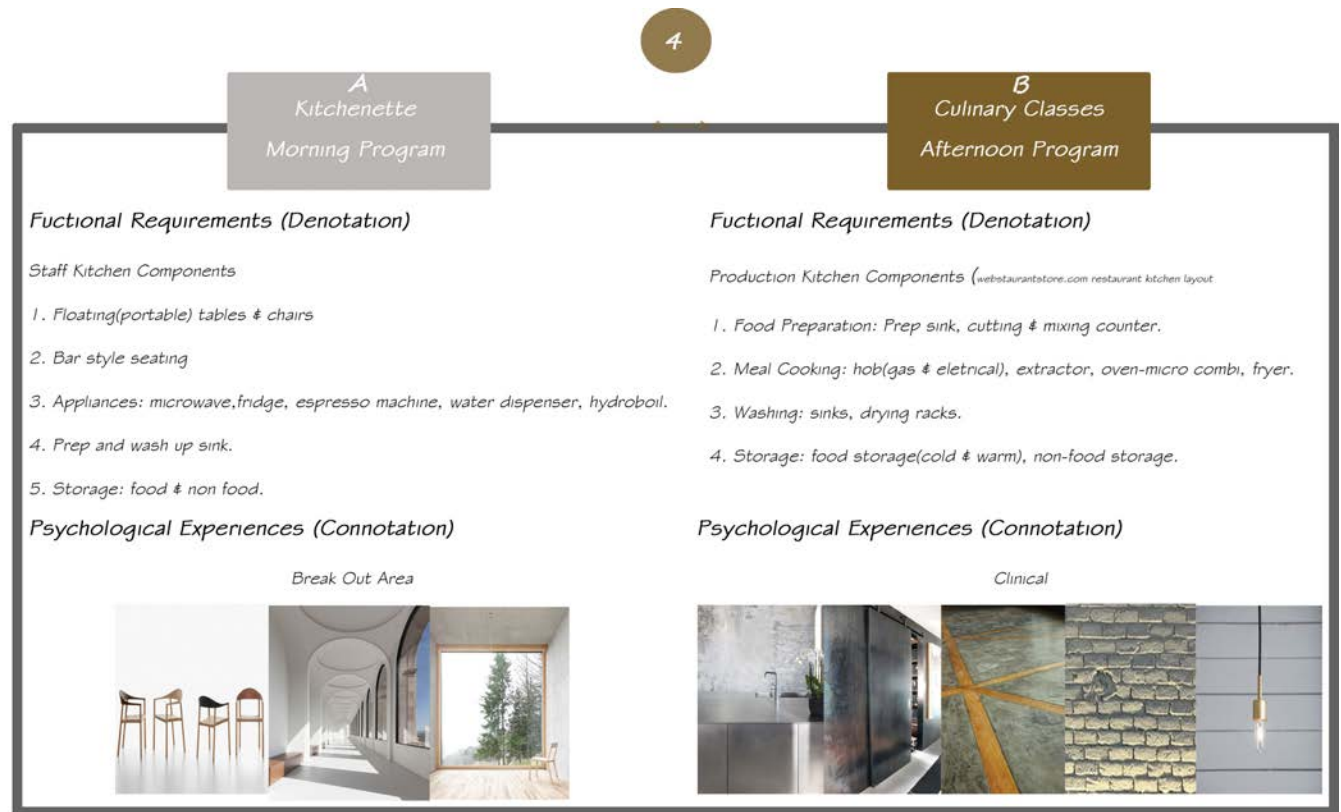 4
A
Kitchenette
Morning Program
B
Culinary Classes
Afternoon Program
Fuctional Requirements (Denotation)
Staff Kitchen Components
1. Floating(portable) tables & chairs
2. Bar style seating
3. Appliances: microwave,fridge, espresso machine, water dispenser, hydroboil.
4. Prep and wash up sink.
5. Storage: food & non food.
Psychological Experiences (Connotation)
Break Out Area
Fuctional Requirements (Denotation)
Production Kitchen Components (webstaurantstore.com restaurant kitchen layout
1. Food Preparation: Prep sink, cutting & mixing counter.
2. Meal Cooking: hob(gas & eletrical), extractor, oven-micro combi, fryer.
3. Washing: sinks, drying racks.
4. Storage: food storage(cold & warm), non-food storage.
Psychological Experiences (Connotation)
Clinical